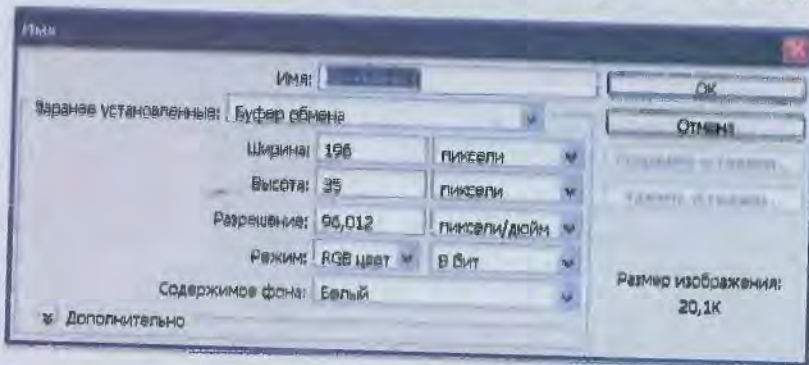 Имя
Имя:
ОК
Заранее установленные: Буфер обмена
Отмена
Ширина: 196 пиксели
Высота: 35 пиксели
Разрешение: 96,012 пиксели/дюйм
Режим: RGB цвет 8 бит
Размер изображения:
20,1K
Содержимое фона: Белый
Дополнительно